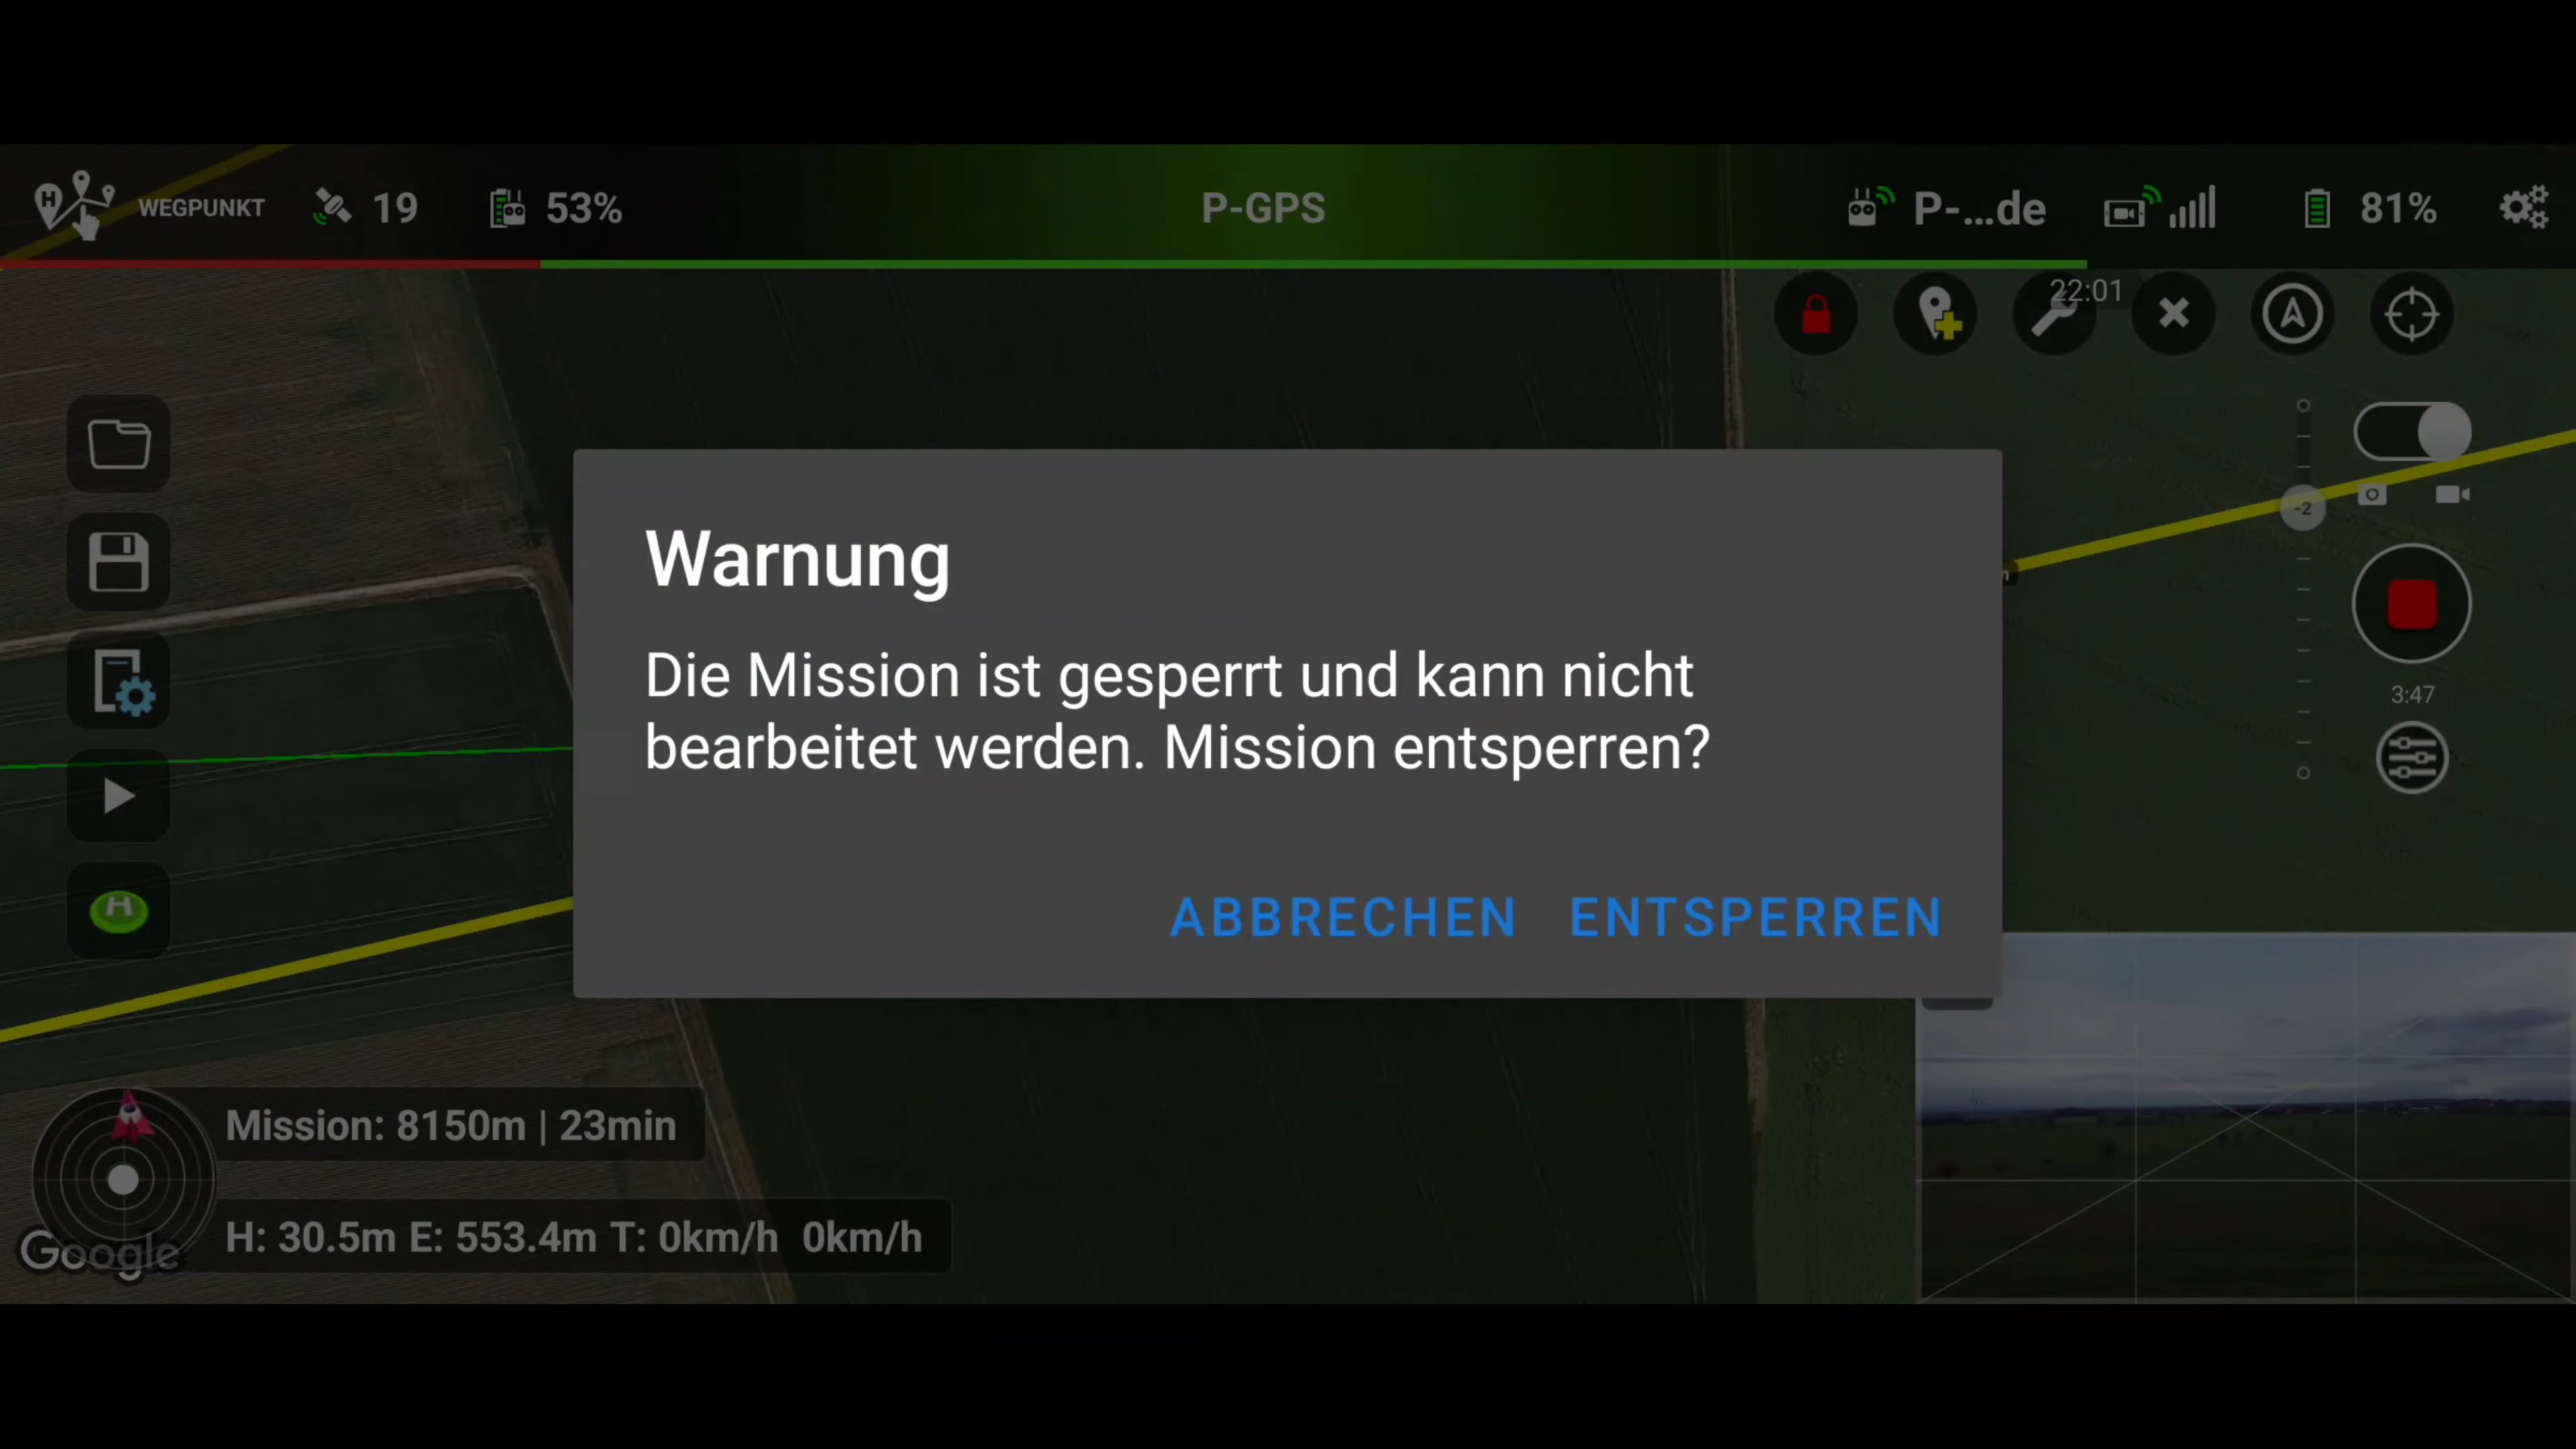 WEGPUNKT 19 53% P-GPS P-...de 81%
22:01
-2
Warnung
Die Mission ist gesperrt und kann nicht
bearbeitet werden. Mission entsperren?
3:47
ABBRECHEN ENTSPERREN
H
Mission: 8150m | 23min
H: 30.5m E: 553.4m T: 0km/h 0km/h
Google